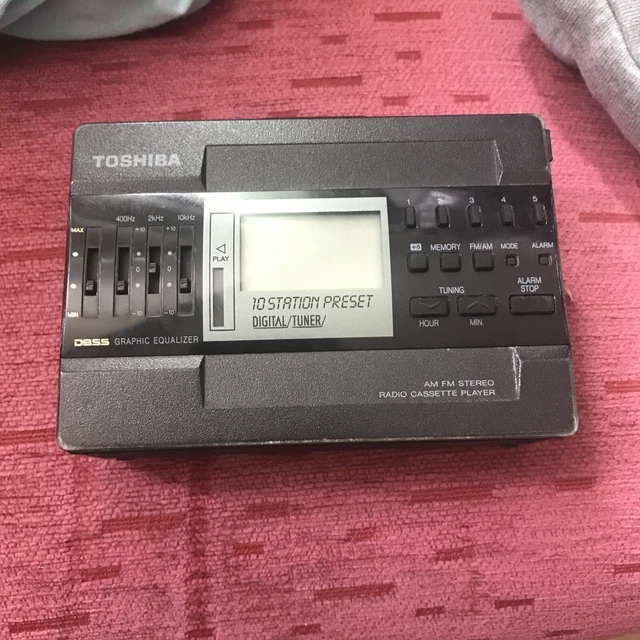 TOSHIBA
400Hz 2kHz 10kHz
MAX +10 +10
0 0
MIN -10 -10
DBSS GRAPHIC EQUALIZER
PLAY
10 STATION PRESET
DIGITAL/TUNER/
1 2 3 4 5
+5 MEMORY FM/AM MODE ALARM
TUNING
ALARM
STOP
HOUR MIN.
AM FM STEREO
RADIO CASSETTE PLAYER